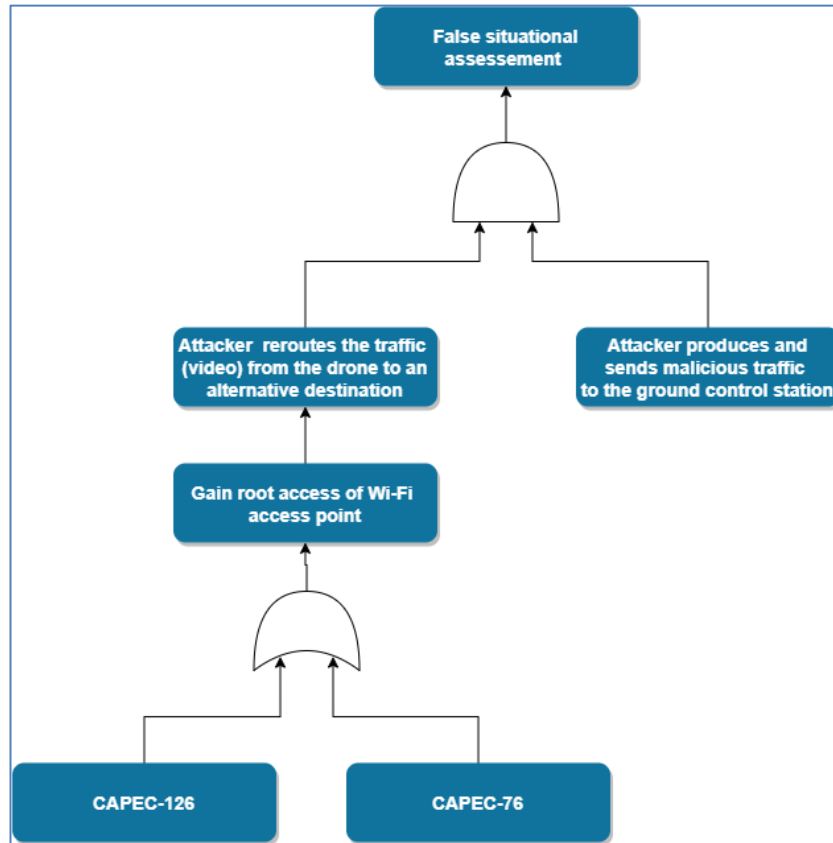 False situational
assessement
Attacker reroutes the traffic
(video) from the drone to an
alternative destination
Attacker produces and
sends malicious traffic
to the ground control station
Gain root access of Wi-Fi
access point
CAPEC-126
CAPEC-76